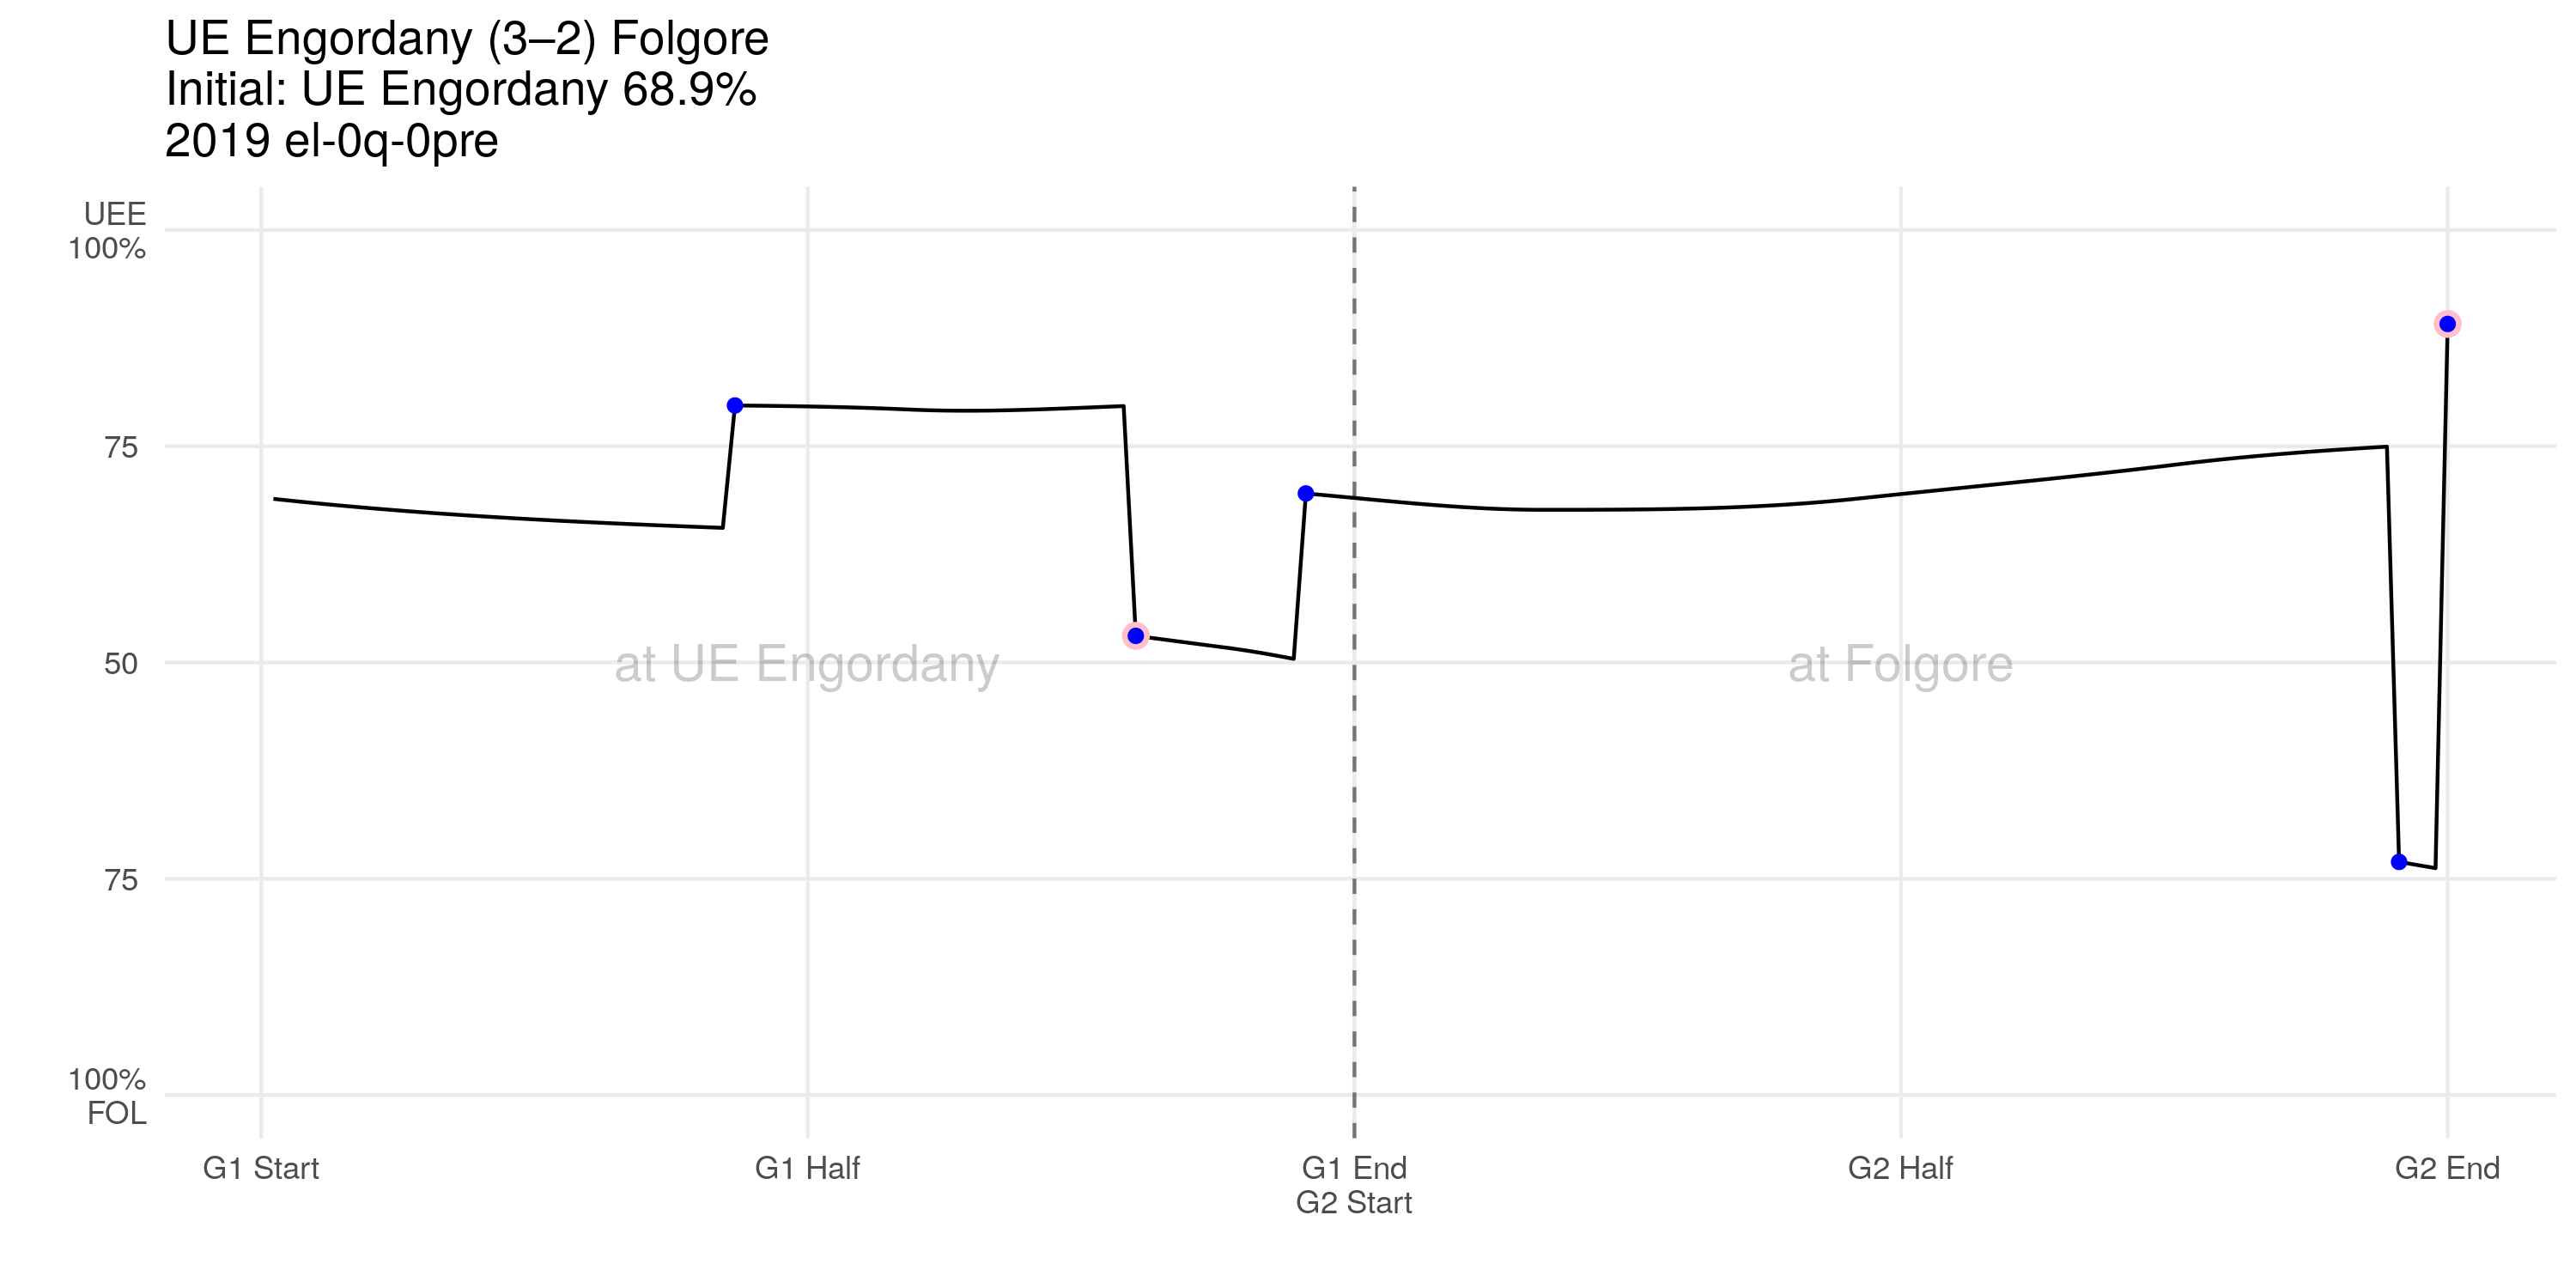 UE Engordany (3–2) Folgore
Initial: UE Engordany 68.9%
2019 el-0q-0pre
UEE
100%
75
50
75
100%
FOL
at UE Engordany
at Folgore
G1 Start
G1 Half
G1 End
G2 Start
G2 Half
G2 End